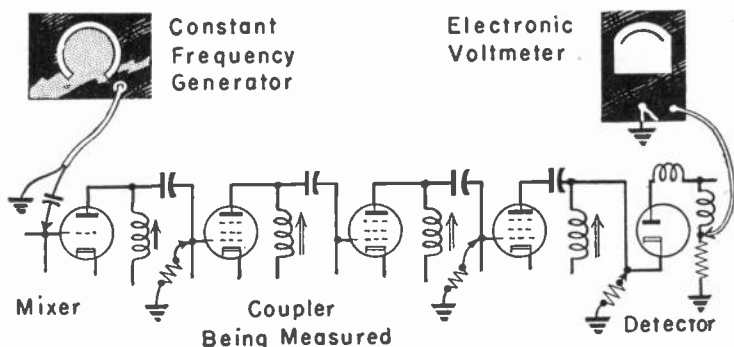 Constant
Frequency
Generator
Electronic
Voltmeter
Mixer
Coupler
Being Measured
Detector